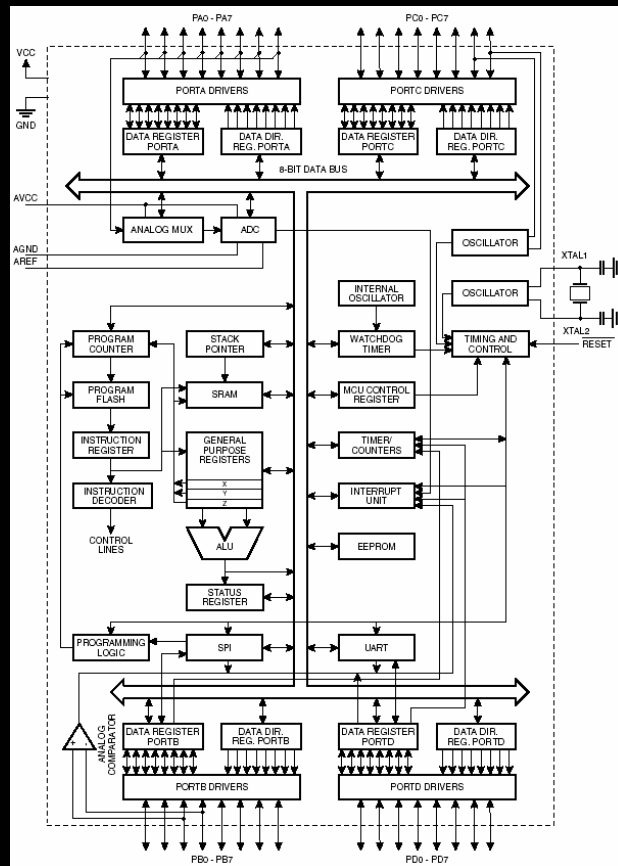 PA0 - PA7
PC0 - PC7
VCC
GND
PORTA DRIVERS
PORTC DRIVERS
DATA REGISTER
PORTA
DATA DIR.
REG. PORTA
DATA REGISTER
PORTC
DATA DIR.
REG. PORTC
8-BIT DATA BUS
AVCC
ANALOG MUX
ADC
AGND
AREF
OSCILLATOR
XTAL1
OSCILLATOR
XTAL2
INTERNAL
OSCILLATOR
PROGRAM
COUNTER
STACK
POINTER
WATCHDOG
TIMER
TIMING AND
CONTROL
RESET
PROGRAM
FLASH
SRAM
MCU CONTROL
REGISTER
INSTRUCTION
REGISTER
GENERAL
PURPOSE
REGISTERS
X
Y
Z
TIMER/
COUNTERS
INSTRUCTION
DECODER
INTERRUPT
UNIT
CONTROL
LINES
ALU
EEPROM
STATUS
REGISTER
PROGRAMMING
LOGIC
SPI
UART
ANALOG
COMPARATOR
+
-
DATA REGISTER
PORTB
DATA DIR.
REG. PORTB
DATA REGISTER
PORTD
DATA DIR.
REG. PORTD
PORTB DRIVERS
PORTD DRIVERS
PB0 - PB7
PD0 - PD7